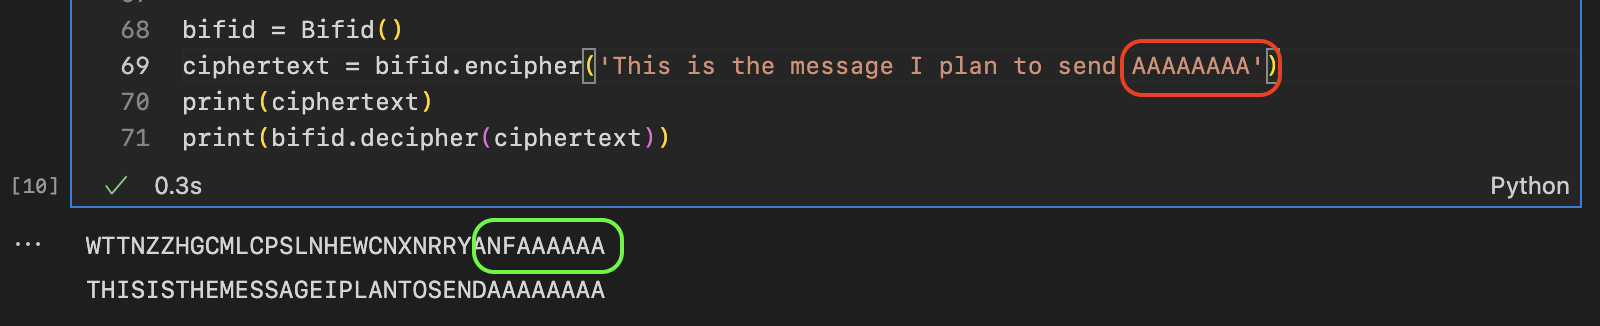 68 bifid = Bifid()
69 ciphertext = bifid.encipher('This is the message I plan to send AAAAAAAA')
70 print(ciphertext)
71 print(bifid.decipher(ciphertext))
[10] ✓ 0.3s Python
... WTTNZZHGCMLCPSLNHEWCNXNRRYANFAAAAAA
THISISTHEMESSAGEIPLANTOSENDAAAAAAAA